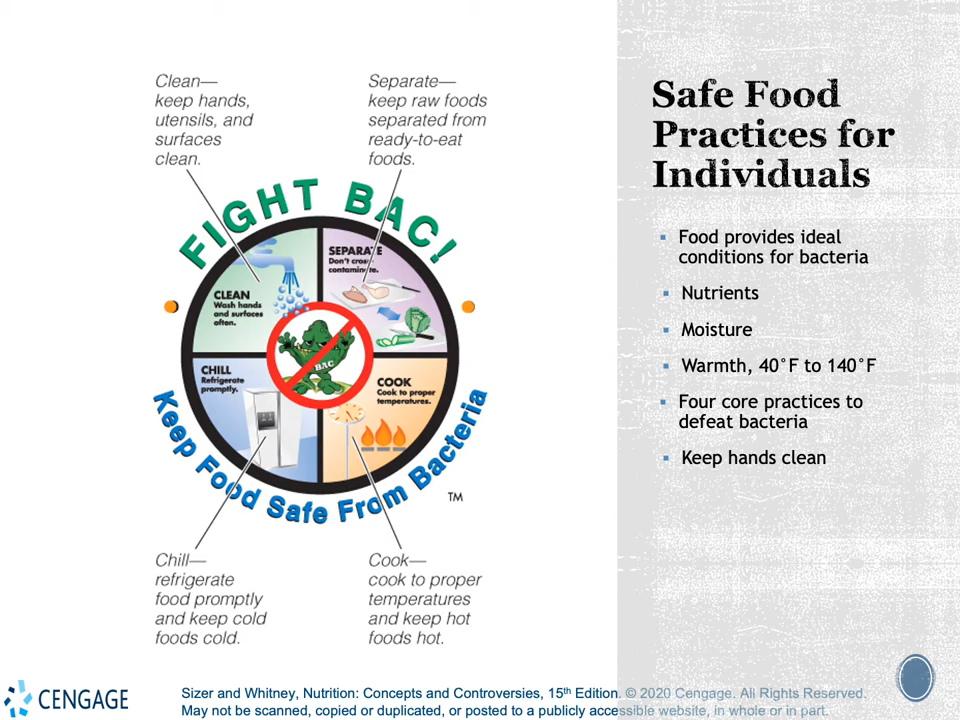 Clean—
keep hands,
utensils, and
surfaces
clean.
Separate—
keep raw foods
separated from
ready-to-eat
foods.
FIGHT BAC!
CLEAN
Wash hands
and surfaces
often.
SEPARATE
Don't cross-
contaminate.
BAC
CHILL
Refrigerate
promptly.
COOK
Cook to proper
temperatures.
Keep Food Safe From Bacteria
TM
Chill—
refrigerate
food promptly
and keep cold
foods cold.
Cook—
cook to proper
temperatures
and keep hot
foods hot.
Safe Food
Practices for
Individuals
▪ Food provides ideal
conditions for bacteria
▪ Nutrients
▪ Moisture
▪ Warmth, 40°F to 140°F
▪ Four core practices to
defeat bacteria
▪ Keep hands clean
CENGAGE
Sizer and Whitney, Nutrition: Concepts and Controversies, 15th Edition. © 2020 Cengage. All Rights Reserved.
May not be scanned, copied or duplicated, or posted to a publicly accessible website, in whole or in part.